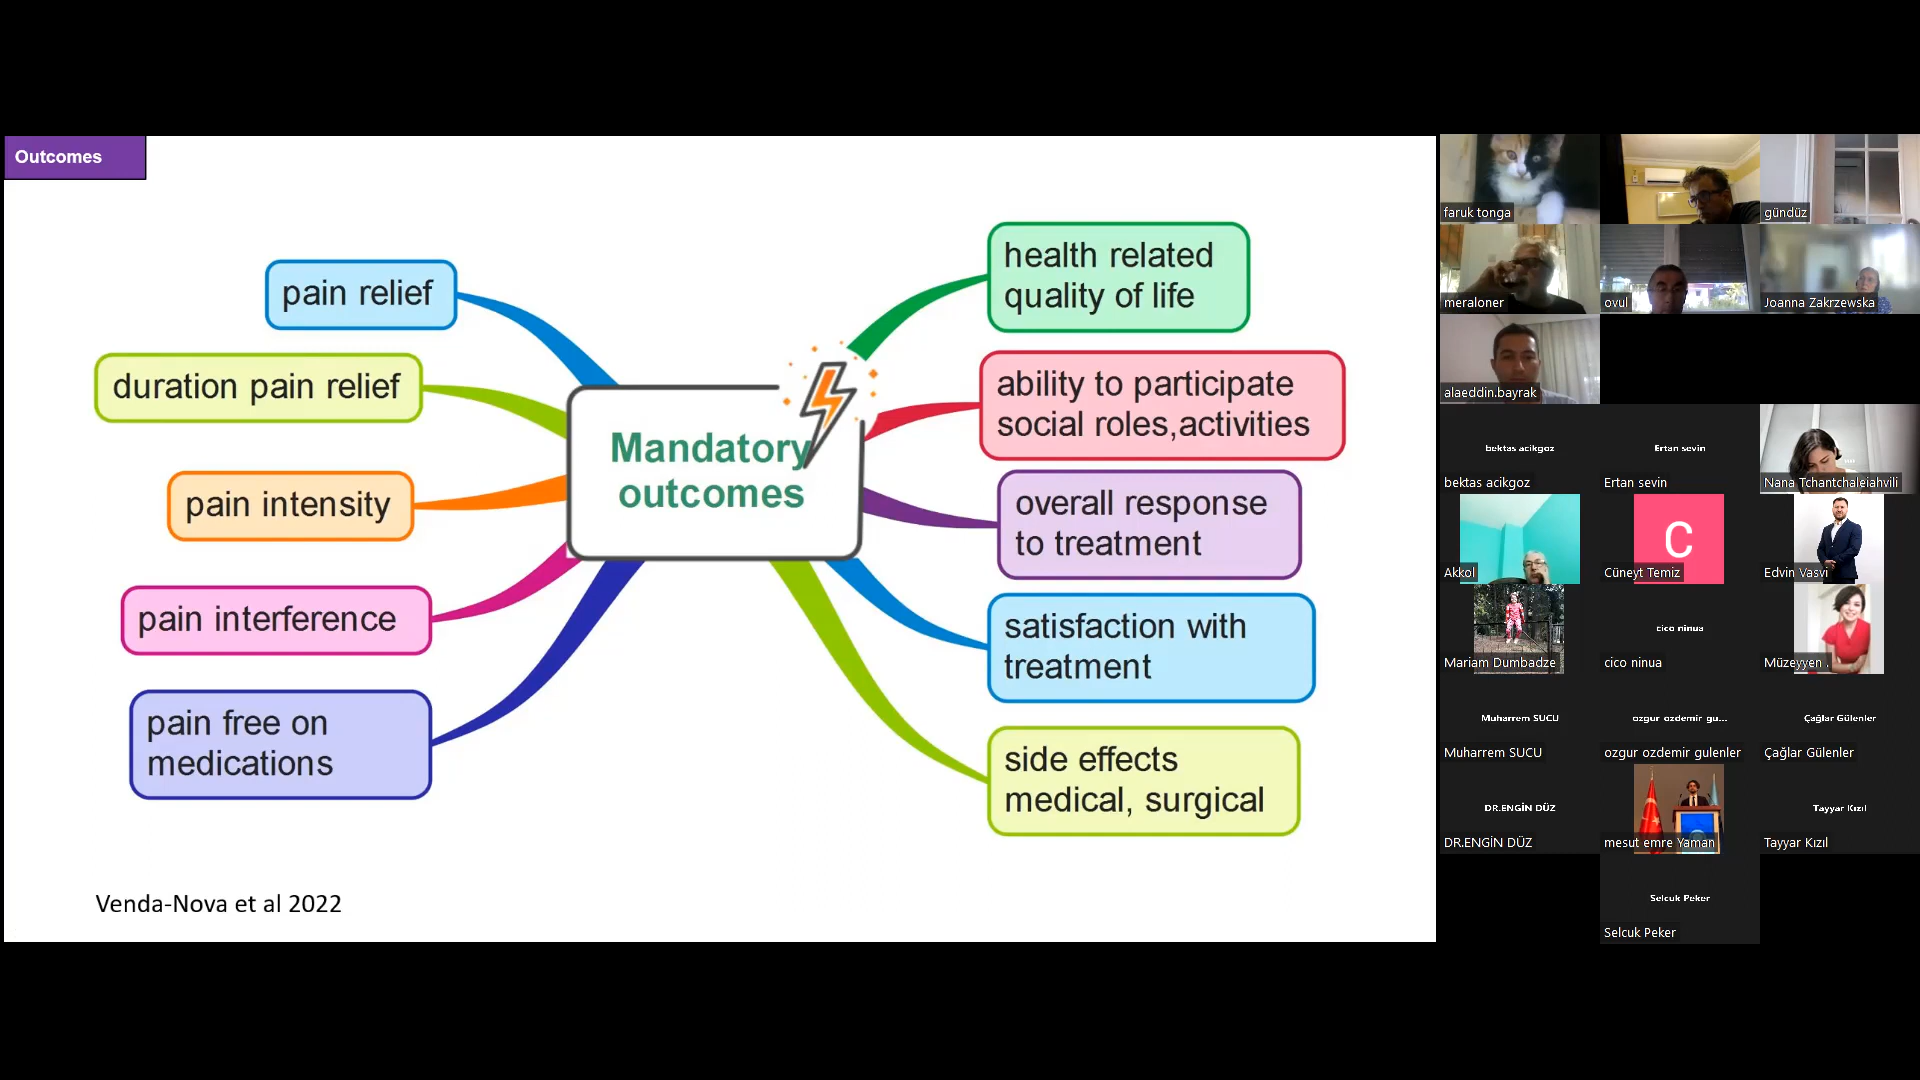 Outcomes
pain relief
duration pain relief
pain intensity
pain interference
pain free on
medications
Mandatory
outcomes
health related
quality of life
ability to participate
social roles,activities
overall response
to treatment
satisfaction with
treatment
side effects
medical, surgical
Venda-Nova et al 2022
faruk tonga
gündüz
meraloner
ovul
Joanna Zakrzewska
alaeddin.bayrak
bektas acikgoz
bektas acikgoz
Ertan sevin
Ertan sevin
Nana Tchantchaleiahvili
Akkol
C
Cüneyt Temiz
Edvin Vasvi
Mariam Dumbadze
cico ninua
cico ninua
Müzeyyen .
Muharrem SUCU
Muharrem SUCU
ozgur ozdemir gu...
ozgur ozdemir gulenler
Çağlar Gülenler
Çağlar Gülenler
DR.ENGİN DÜZ
DR.ENGİN DÜZ
mesut emre Yaman
Tayyar Kızıl
Tayyar Kızıl
Selcuk Peker
Selcuk Peker